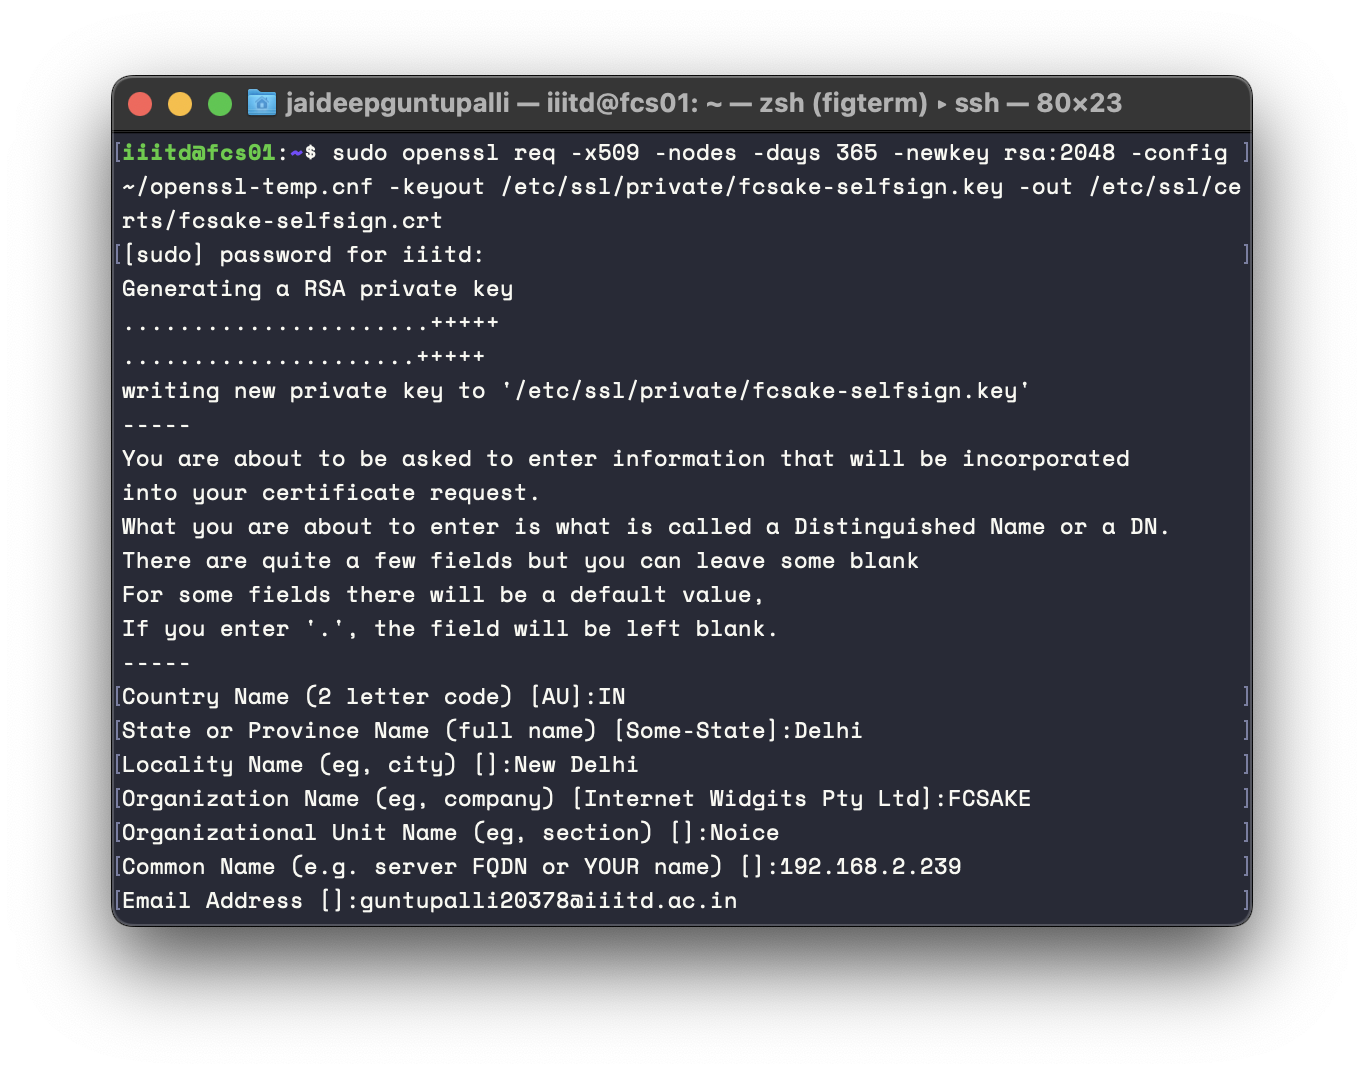 jaideepguntupalli — iiitd@fcs01: ~ — zsh (figterm) ▸ ssh — 80×23
[iiitd@fcs01:~$ sudo openssl req -x509 -nodes -days 365 -newkey rsa:2048 -config ]
~/openssl-temp.cnf -keyout /etc/ssl/private/fcsake-selfsign.key -out /etc/ssl/ce
rts/fcsake-selfsign.crt
[[sudo] password for iiitd: ]
Generating a RSA private key
......................+++++
.....................+++++
writing new private key to '/etc/ssl/private/fcsake-selfsign.key'
-----
You are about to be asked to enter information that will be incorporated
into your certificate request.
What you are about to enter is what is called a Distinguished Name or a DN.
There are quite a few fields but you can leave some blank
For some fields there will be a default value,
If you enter '.', the field will be left blank.
-----
[Country Name (2 letter code) [AU]:IN ]
[State or Province Name (full name) [Some-State]:Delhi ]
[Locality Name (eg, city) []:New Delhi ]
[Organization Name (eg, company) [Internet Widgits Pty Ltd]:FCSAKE ]
[Organizational Unit Name (eg, section) []:Noice ]
[Common Name (e.g. server FQDN or YOUR name) []:192.168.2.239 ]
[Email Address []:guntupalli20378@iiitd.ac.in ]